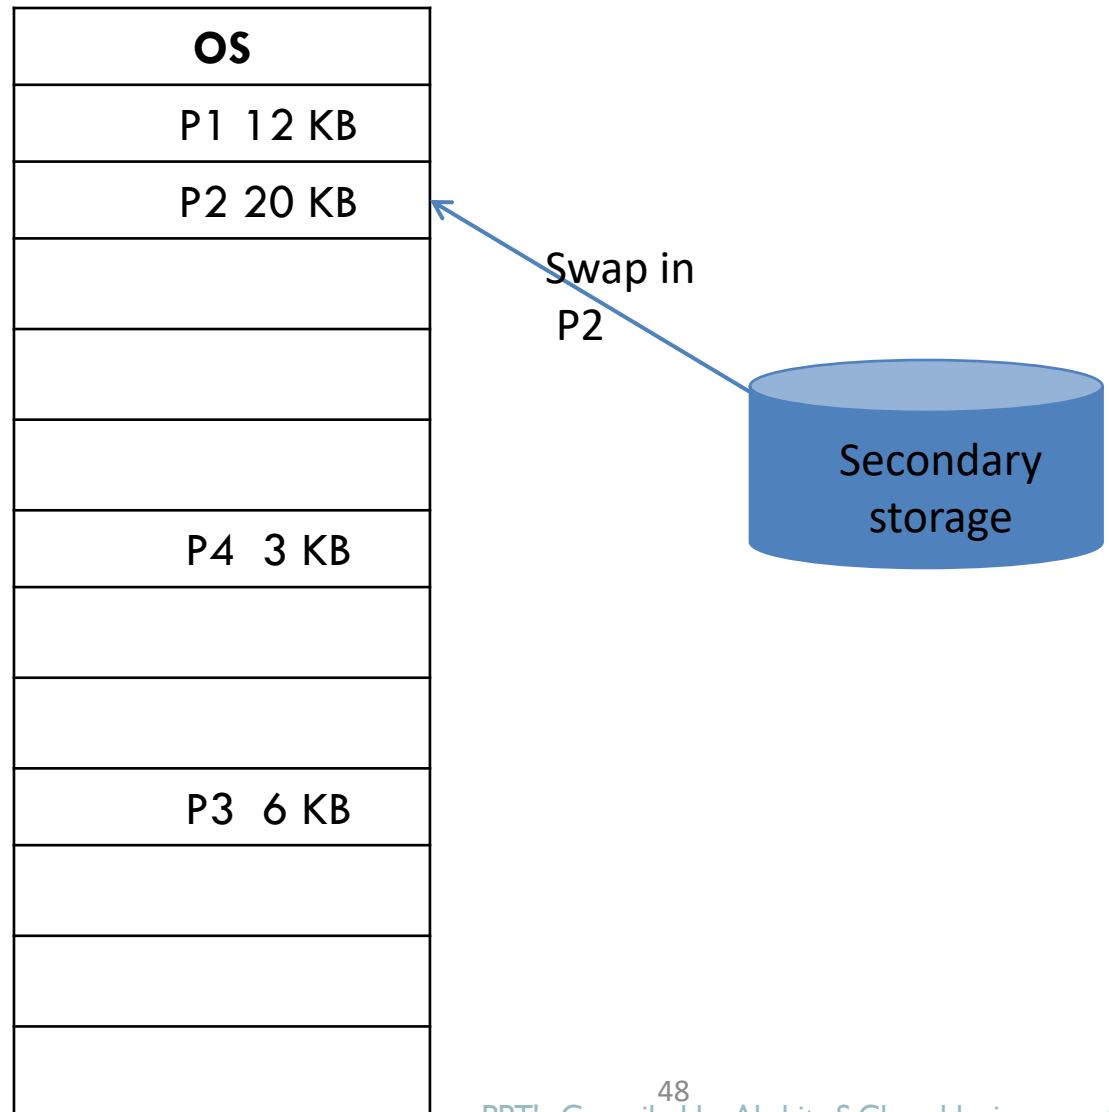 OS
P1 12 KB
P2 20 KB
Swap in
P2
Secondary
storage
P4 3 KB
P3 6 KB
48